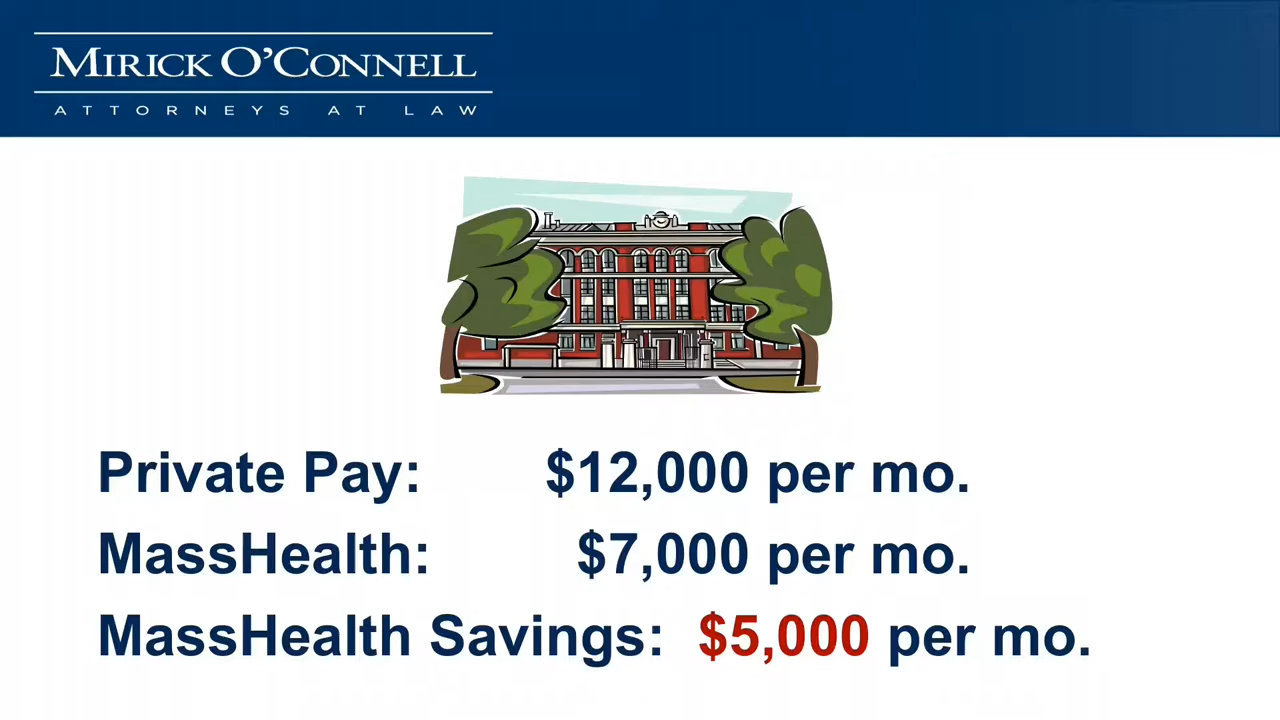 MIRICK O'CONNELL
ATTORNEYS AT LAW
Private Pay: $12,000 per mo.
MassHealth: $7,000 per mo.
MassHealth Savings: $5,000 per mo.